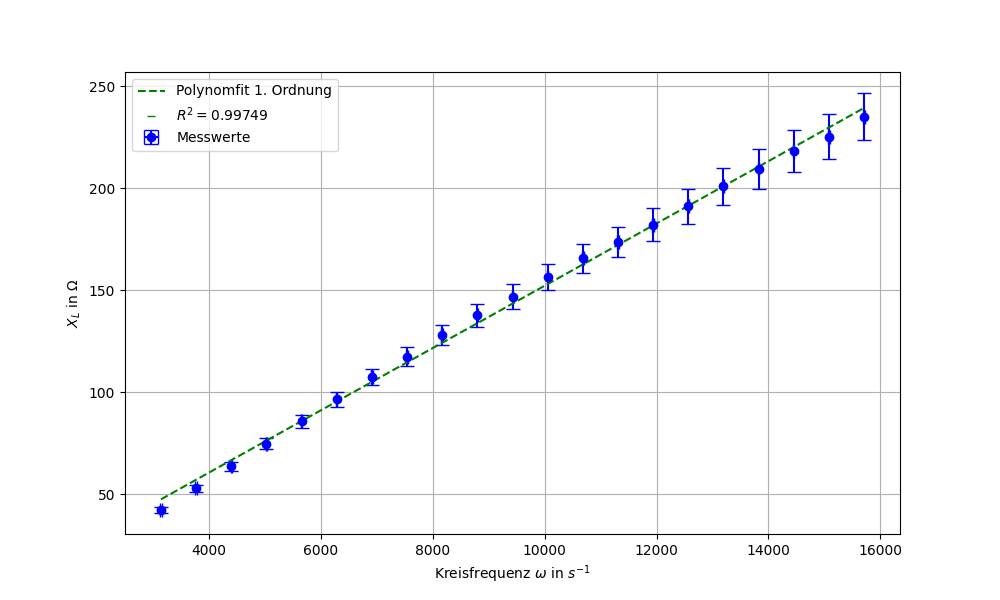 250
200
150
100
50
X_L in Ω
Polynomfit 1. Ordnung
R² = 0.99749
Messwerte
4000 6000 8000 10000 12000 14000 16000
Kreisfrequenz ω in s⁻¹